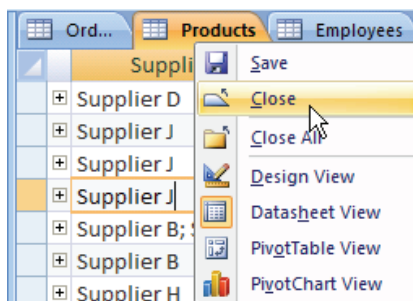 Ord... Products Employees
Suppli
Supplier D
Supplier J
Supplier J
Supplier J
Supplier B;
Supplier B
Supplier H
Save
Close
Close All
Design View
Datasheet View
PivotTable View
PivotChart View